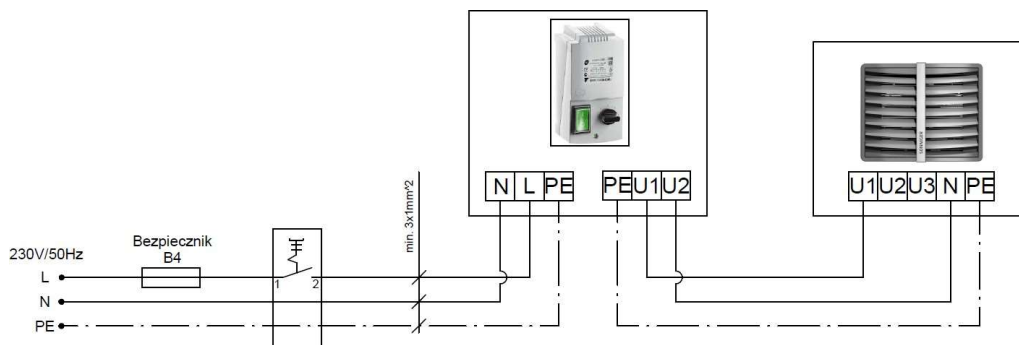 N L PE
PE U1 U2
U1 U2 U3 N PE
min. 3x1mm^2
Bezpiecznik
B4
230V/50Hz
L
1 2
N
PE